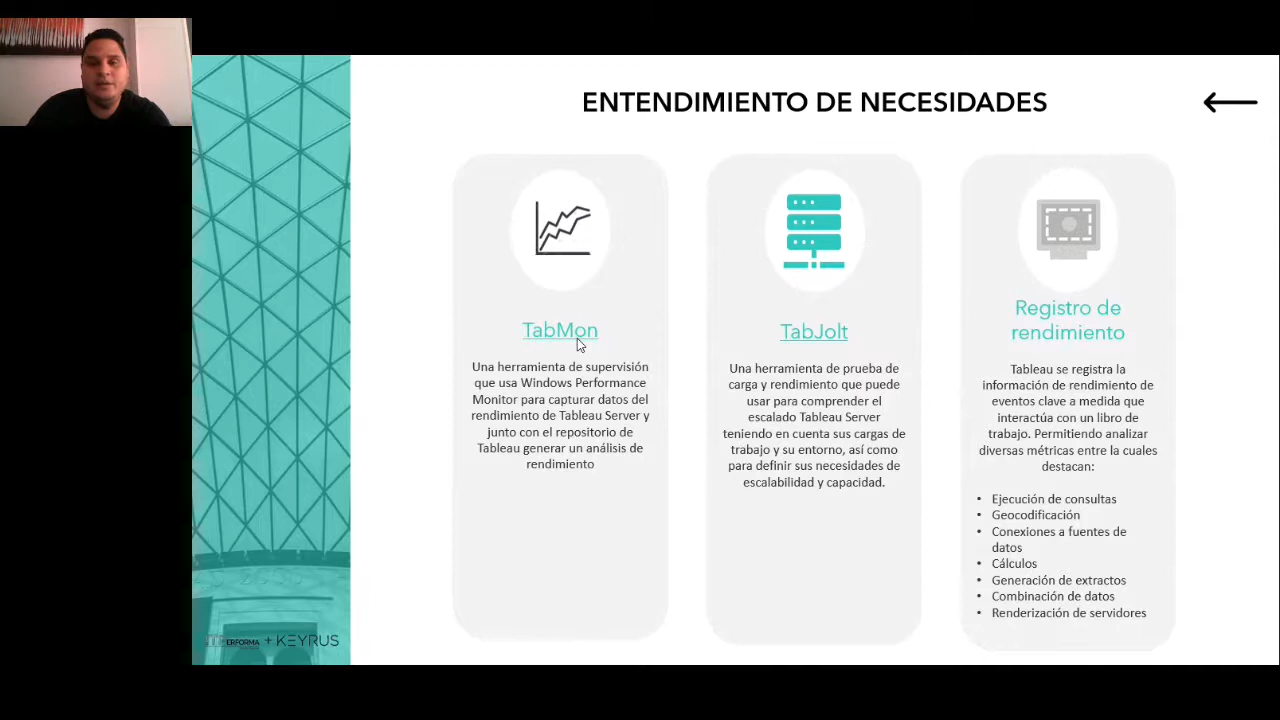 ENTENDIMIENTO DE NECESIDADES
TabMon
Una herramienta de supervisión
que usa Windows Performance
Monitor para capturar datos del
rendimiento de Tableau Server y
junto con el repositorio de
Tableau generar un análisis de
rendimiento
TabJolt
Una herramienta de prueba de
carga y rendimiento que puede
usar para comprender el
escalado Tableau Server
teniendo en cuenta sus cargas de
trabajo y su entorno, así como
para definir sus necesidades de
escalabilidad y capacidad.
Registro de
rendimiento
Tableau se registra la
información de rendimiento de
eventos clave a medida que
interactúa con un libro de
trabajo. Permitiendo analizar
diversas métricas entre la cuales
destacan:
• Ejecución de consultas
• Geocodificación
• Conexiones a fuentes de
datos
• Cálculos
• Generación de extractos
• Combinación de datos
• Renderización de servidores
+ KEYRUS